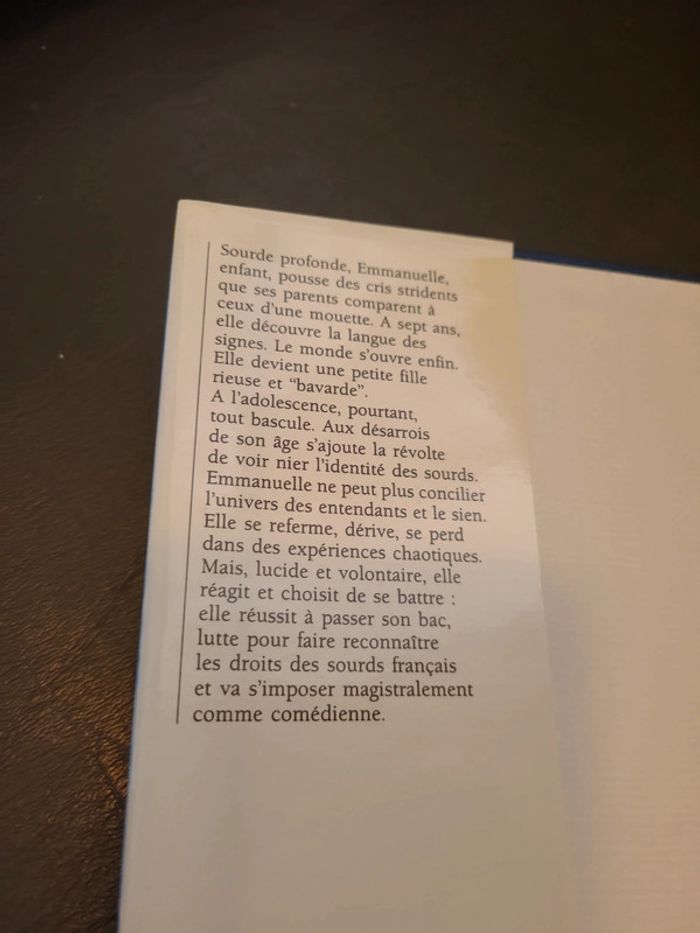 Sourde profonde, Emmanuelle,
enfant, pousse des cris stridents
que ses parents comparent à
ceux d'une mouette. A sept ans,
elle découvre la langue des
signes. Le monde s'ouvre enfin.
Elle devient une petite fille
rieuse et "bavarde".
A l'adolescence, pourtant,
tout bascule. Aux désarrois
de son âge s'ajoute la révolte
de voir nier l'identité des sourds.
Emmanuelle ne peut plus concilier
l'univers des entendants et le sien.
Elle se referme, dérive, se perd
dans des expériences chaotiques.
Mais, lucide et volontaire, elle
réagit et choisit de se battre :
elle réussit à passer son bac,
lutte pour faire reconnaître
les droits des sourds français
et va s'imposer magistralement
comme comédienne.